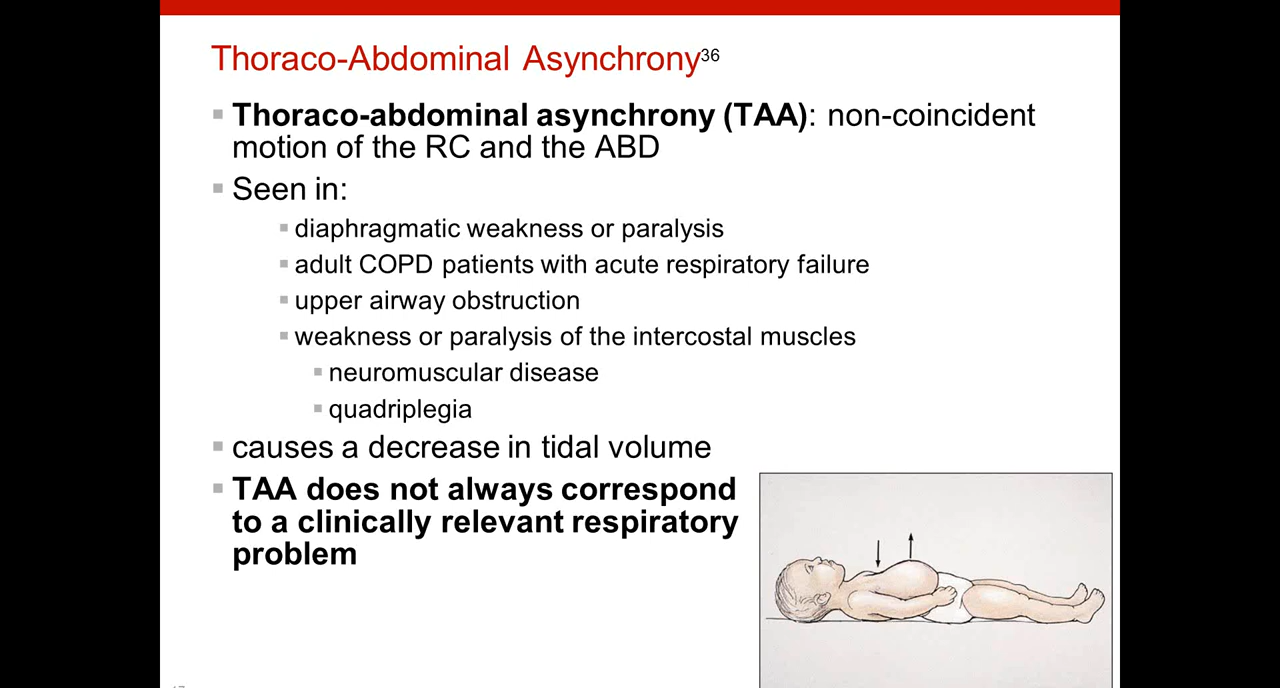 Thoraco-Abdominal Asynchrony36
Thoraco-abdominal asynchrony (TAA): non-coincident
motion of the RC and the ABD
Seen in:
diaphragmatic weakness or paralysis
adult COPD patients with acute respiratory failure
upper airway obstruction
weakness or paralysis of the intercostal muscles
neuromuscular disease
quadriplegia
causes a decrease in tidal volume
TAA does not always correspond
to a clinically relevant respiratory
problem